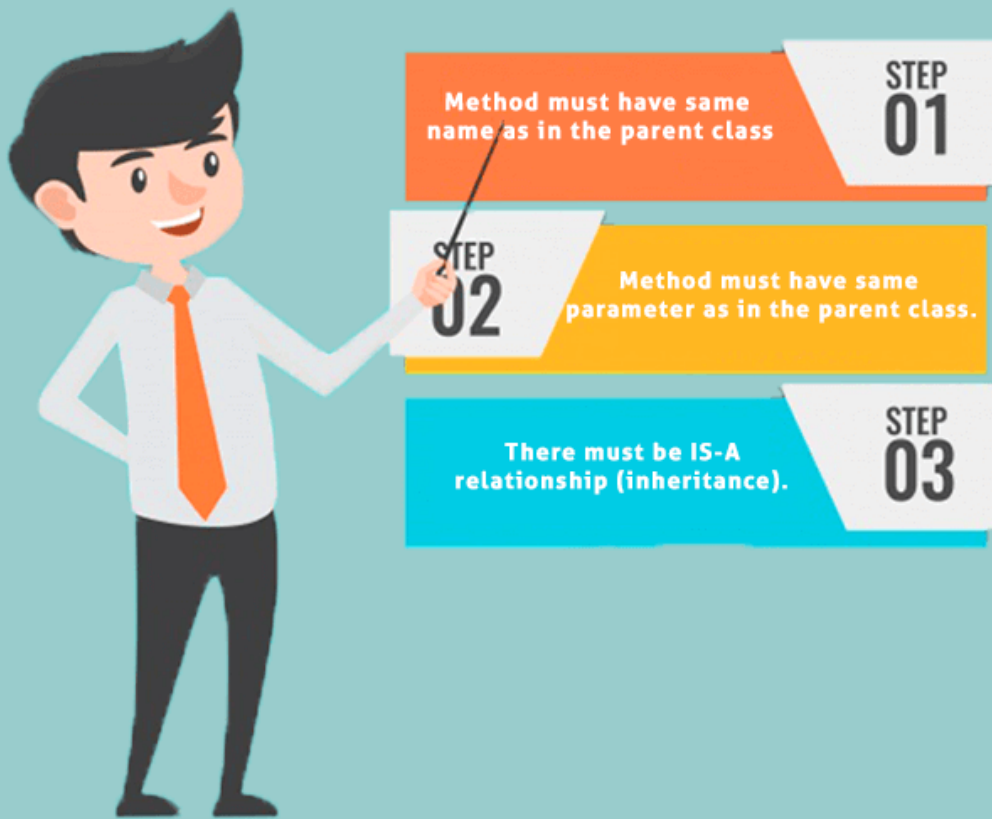 Method must have same
name as in the parent class
STEP
01
STEP
02
Method must have same
parameter as in the parent class.
There must be IS-A
relationship (inheritance).
STEP
03